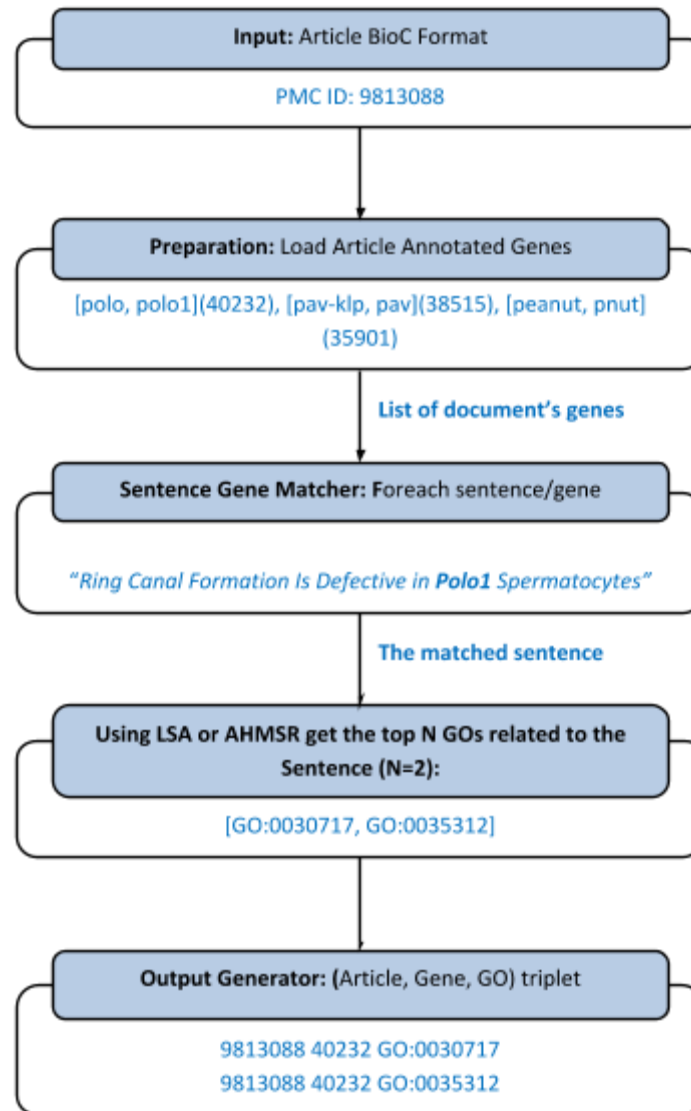 Input: Article BioC Format
PMC ID: 9813088
Preparation: Load Article Annotated Genes
[polo, polo1](40232), [pav-klp, pav](38515), [peanut, pnut]
(35901)
List of document's genes
Sentence Gene Matcher: Foreach sentence/gene
“Ring Canal Formation Is Defective in Polo1 Spermatocytes”
The matched sentence
Using LSA or AHMSR get the top N GOs related to the
Sentence (N=2):
[GO:0030717, GO:0035312]
Output Generator: (Article, Gene, GO) triplet
9813088 40232 GO:0030717
9813088 40232 GO:0035312